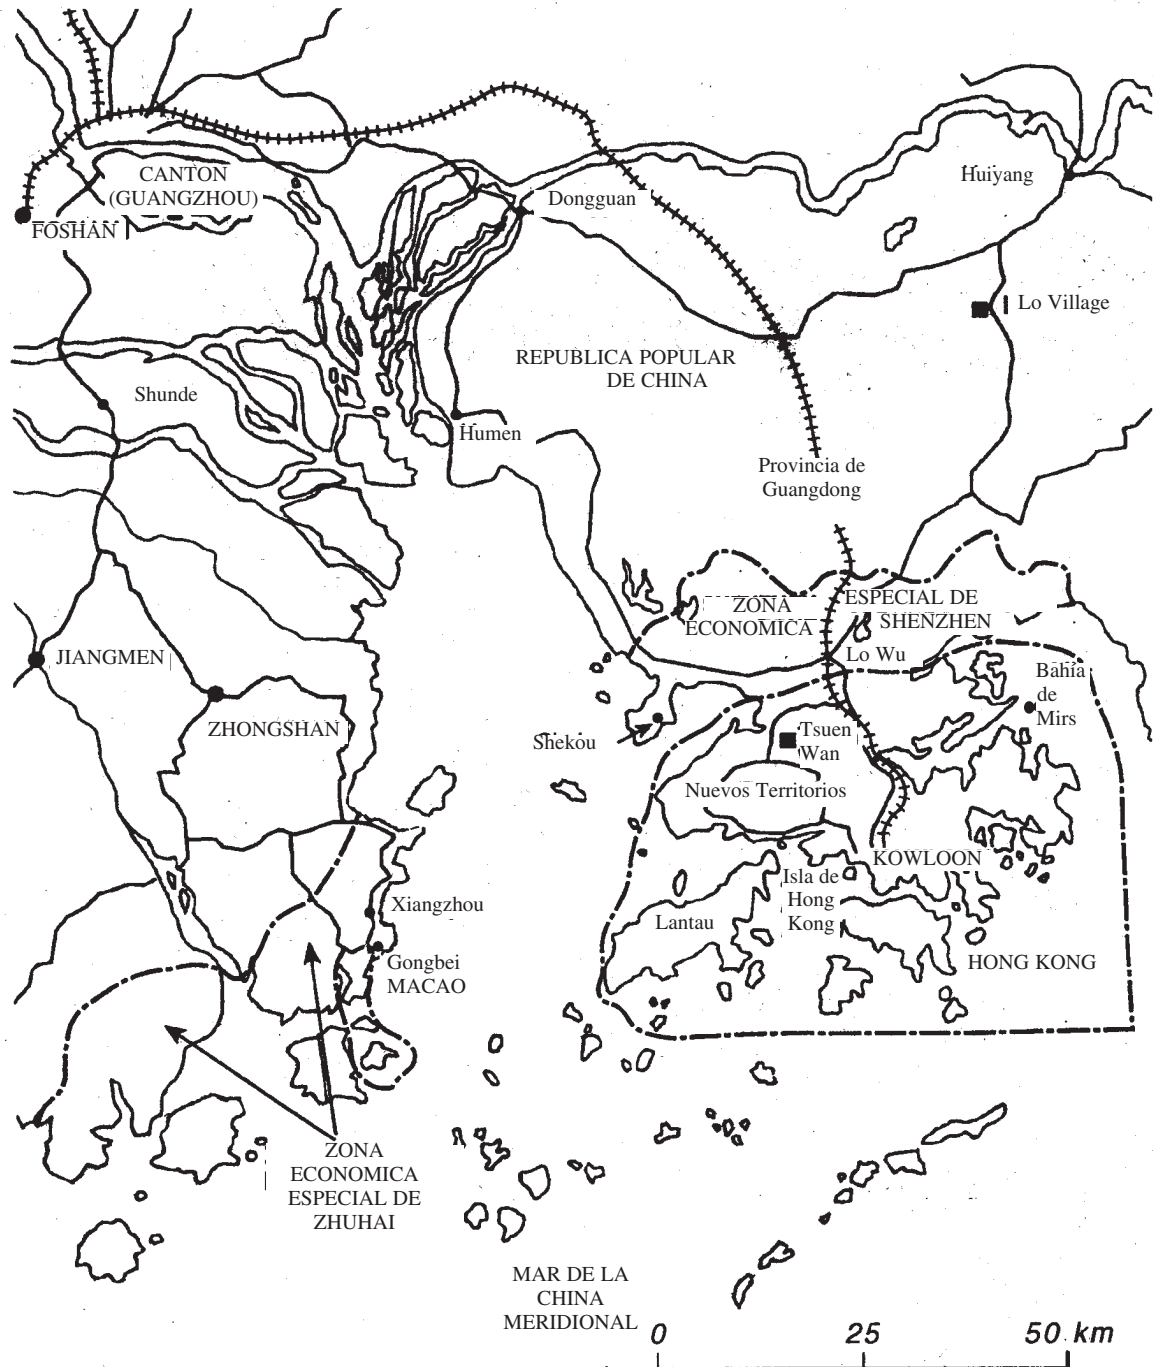 CANTON
(GUANGZHOU)
FOSHAN
Dongguan
Huiyang
Lo Village
REPUBLICA POPULAR
DE CHINA
Shunde
Humen
Provincia de
Guangdong
ZONA
ECONOMICA
ESPECIAL DE
SHENZHEN
Lo Wu
JIANGMEN
ZHONGSHAN
Bahía
de
Mirs
Shekou
Tsuen
Wan
Nuevos Territorios
KOWLOON
Isla de
Hong
Kong
Lantau
HONG KONG
Xiangzhou
Gongbei
MACAO
ZONA
ECONOMICA
ESPECIAL DE
ZHUHAI
MAR DE LA
CHINA
MERIDIONAL
0 25 50 km